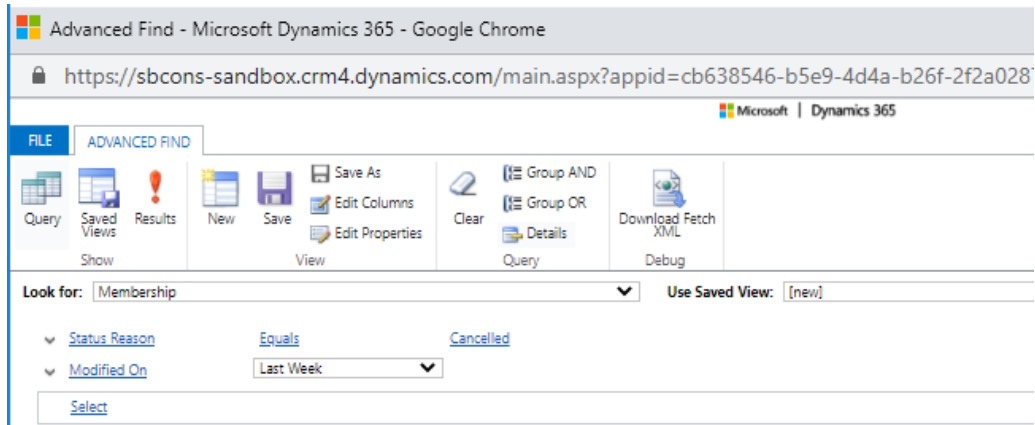 Advanced Find - Microsoft Dynamics 365 - Google Chrome
https://sbcons-sandbox.crm4.dynamics.com/main.aspx?appid=cb638546-b5e9-4d4a-b26f-2f2a028
Microsoft | Dynamics 365
FILE ADVANCED FIND
Query Saved Views Results New Save Save As Edit Columns Edit Properties Clear Group AND Group OR Details Download Fetch XML
Show View Query Debug
Look for: Membership Use Saved View: [new]
Status Reason Equals Cancelled
Modified On Last Week
Select